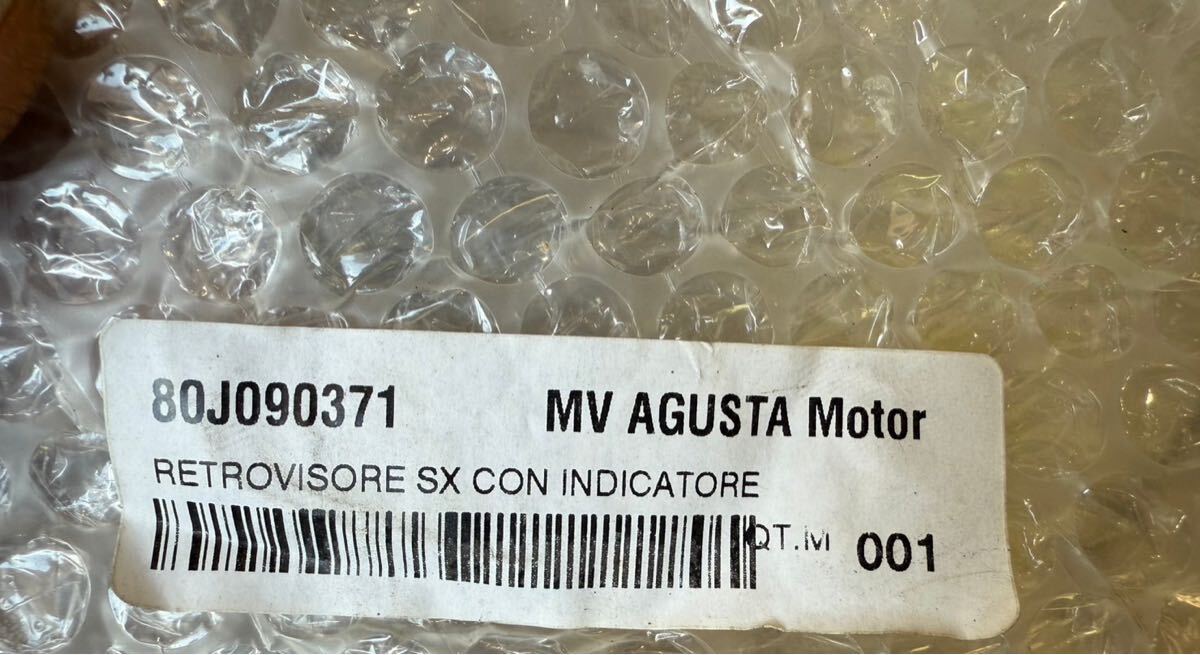 80J090371 MV AGUSTA Motor
RETROVISORE SX CON INDICATORE
QT.M 001